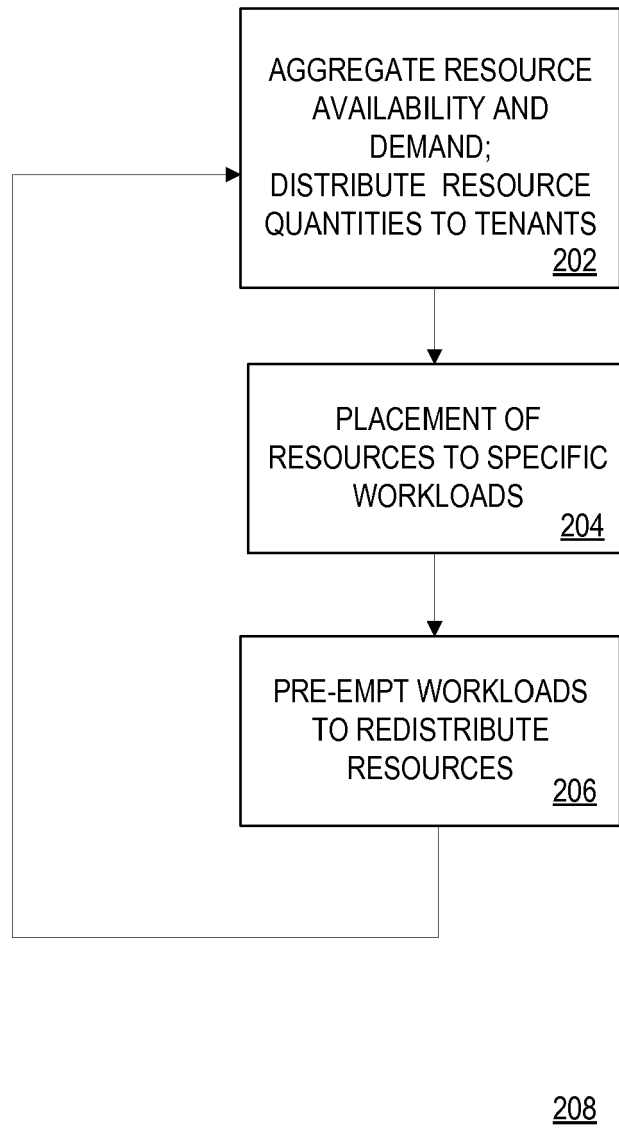 AGGREGATE RESOURCE
AVAILABILITY AND
DEMAND;
DISTRIBUTE RESOURCE
QUANTITIES TO TENANTS
202
PLACEMENT OF
RESOURCES TO SPECIFIC
WORKLOADS
204
PRE-EMPT WORKLOADS
TO REDISTRIBUTE
RESOURCES
206
208